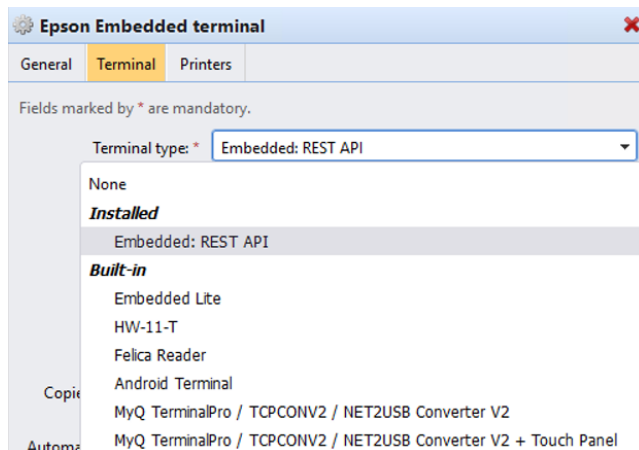 Epson Embedded terminal
General Terminal Printers
Fields marked by * are mandatory.
Terminal type: * Embedded: REST API
None
Installed
Embedded: REST API
Built-in
Embedded Lite
HW-11-T
Felica Reader
Android Terminal
MyQ TerminalPro / TCPCONV2 / NET2USB Converter V2
MyQ TerminalPro / TCPCONV2 / NET2USB Converter V2 + Touch Panel